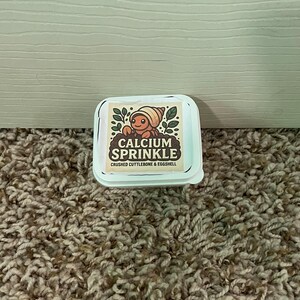 CALCIUM
SPRINKLE
CRUSHED CUTTLEBONE & EGGSHELL